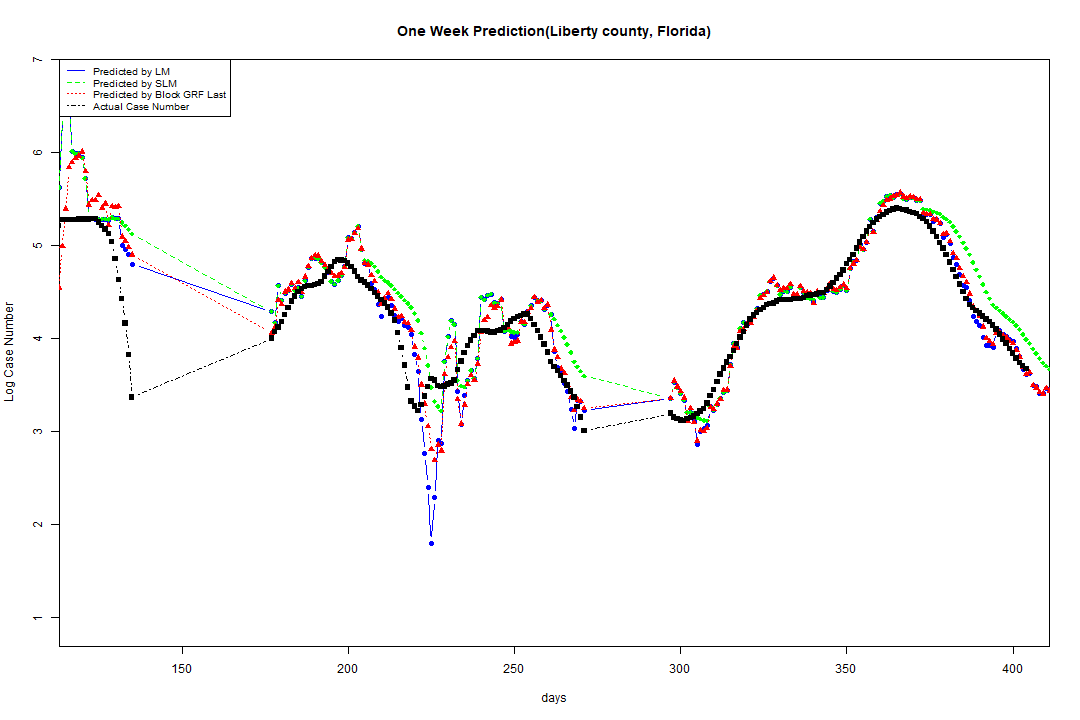 One Week Prediction(Liberty county, Florida)
Predicted by LM
Predicted by SLM
Predicted by Block GRF Last
Actual Case Number
Log Case Number
7
6
5
4
3
2
1
150 200 250 300 350 400
days